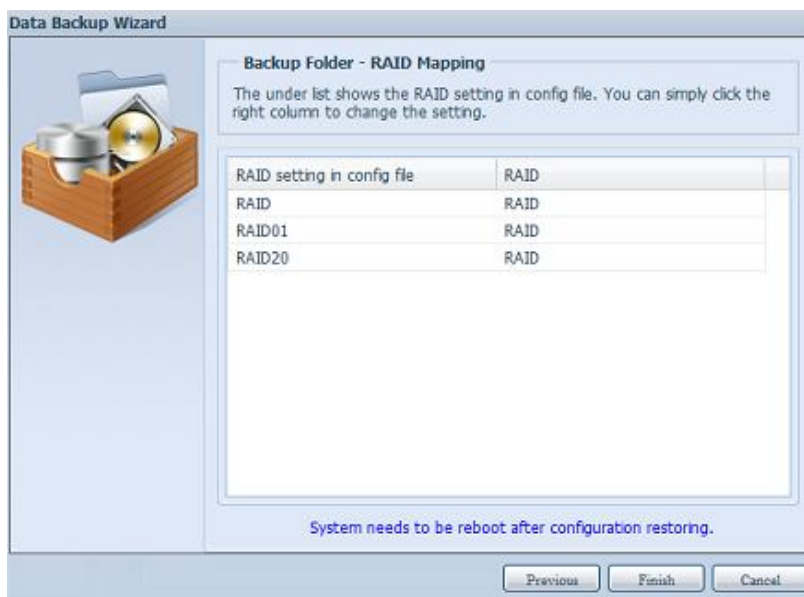 Data Backup Wizard
Backup Folder - RAID Mapping
The under list shows the RAID setting in config file. You can simply click the
right column to change the setting.
RAID setting in config file RAID
RAID RAID
RAID01 RAID
RAID20 RAID
System needs to be reboot after configuration restoring.
Previous Finish Cancel